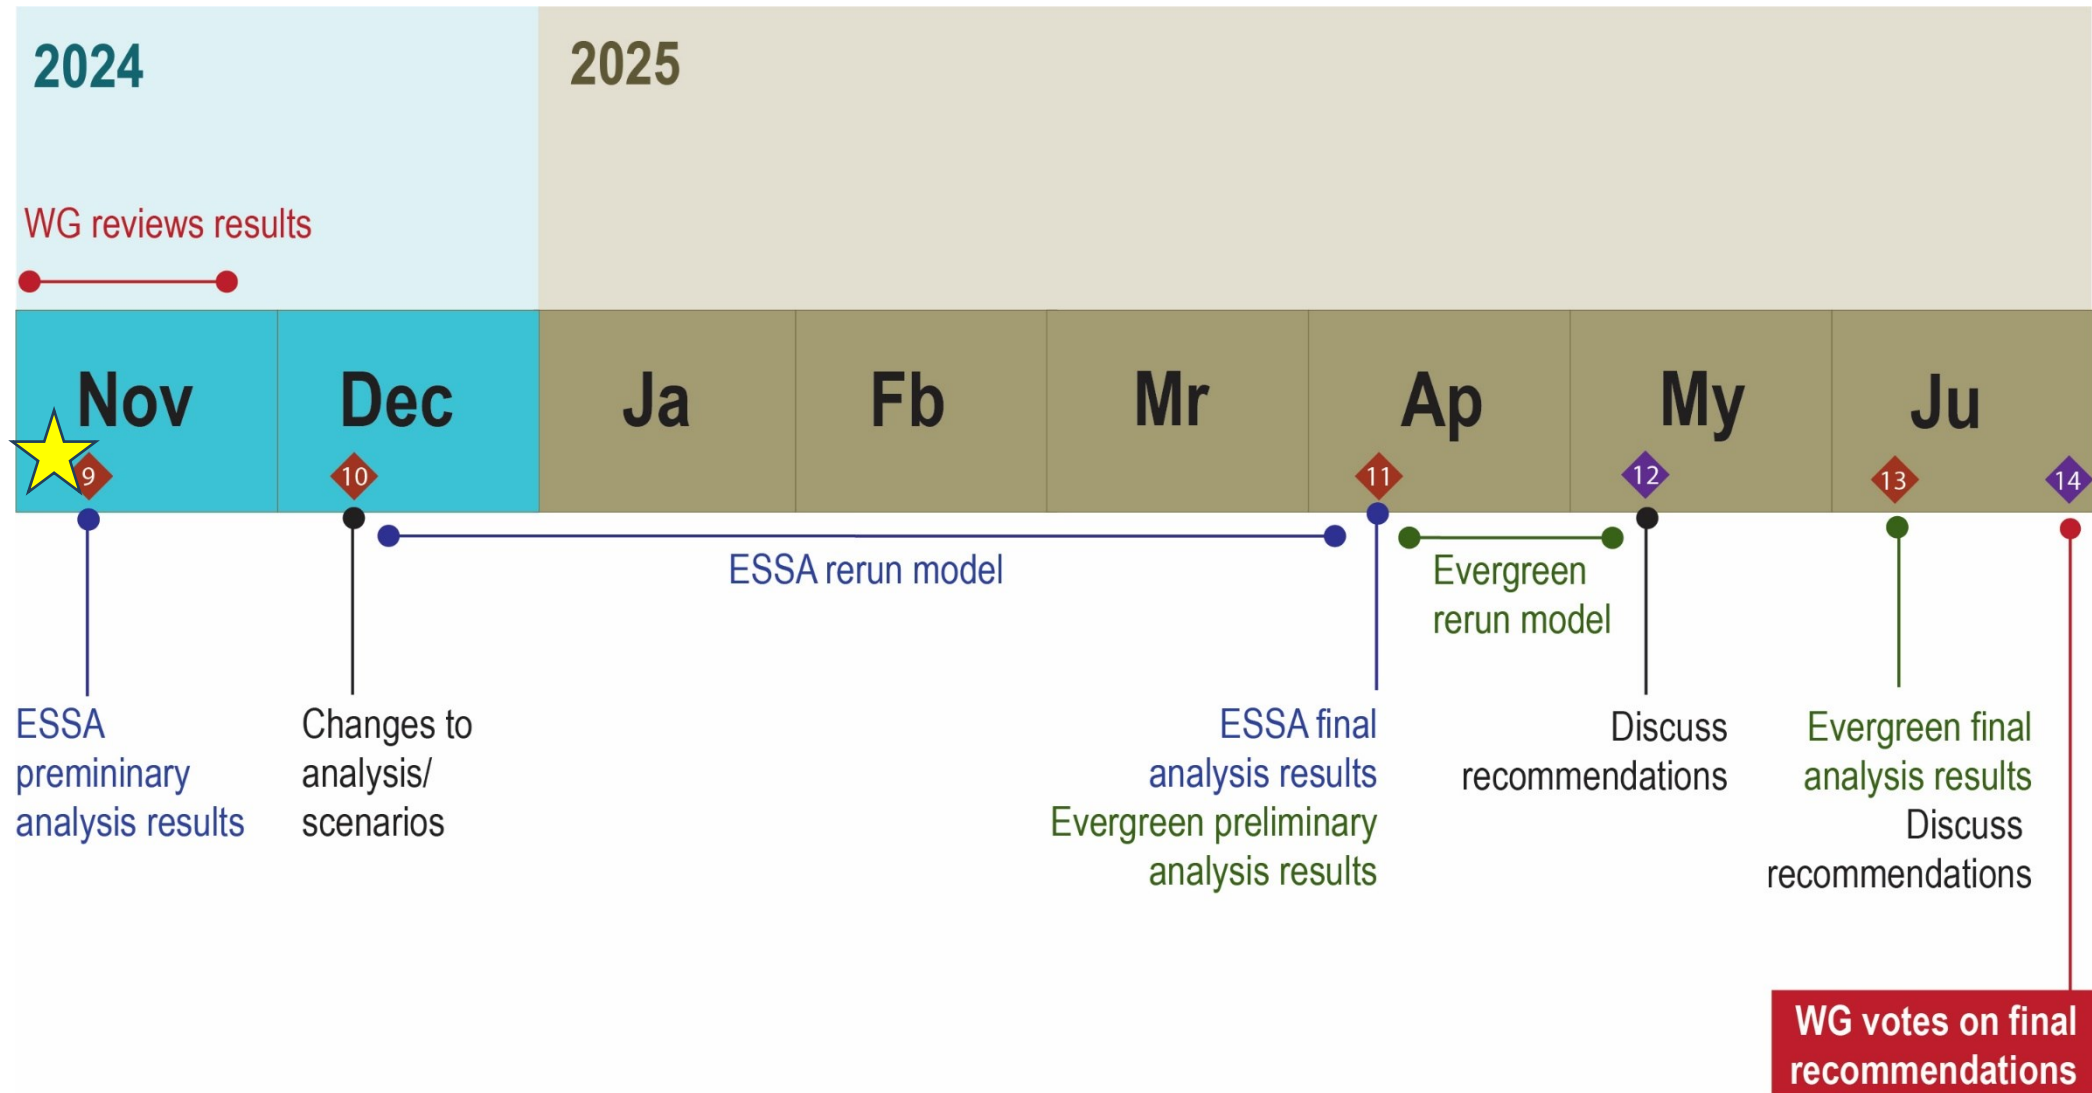 2024
2025
WG reviews results
Nov
Dec
Ja
Fb
Mr
Ap
My
Ju
9
10
11
12
13
14
ESSA rerun model
Evergreen
rerun model
ESSA
premininary
analysis results
Changes to
analysis/
scenarios
ESSA final
analysis results
Evergreen preliminary
analysis results
Discuss
recommendations
Evergreen final
analysis results
Discuss
recommendations
WG votes on final
recommendations